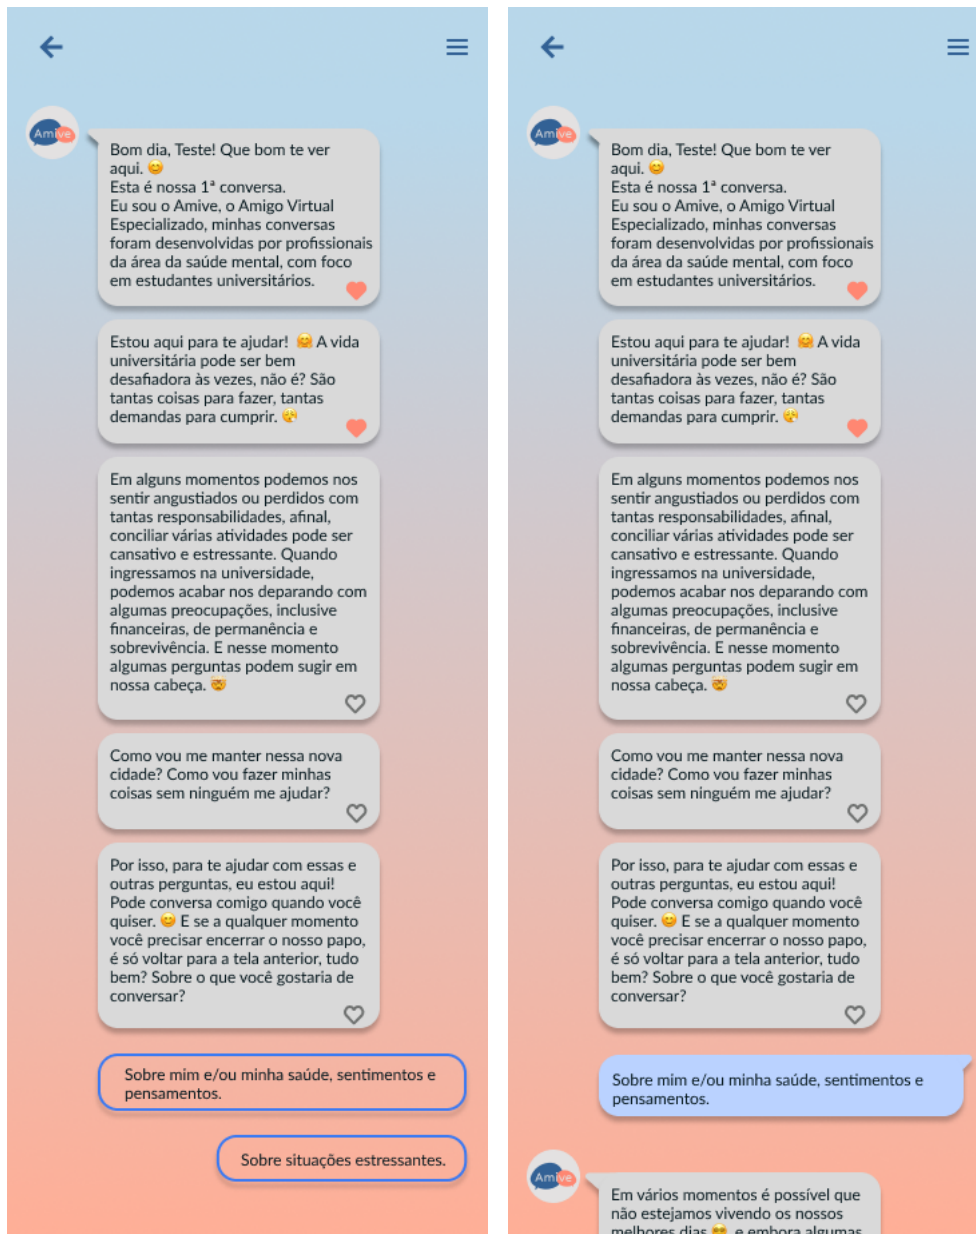 Amive
Bom dia, Teste! Que bom te ver
aqui. 😊
Esta é nossa 1ª conversa.
Eu sou o Amive, o Amigo Virtual
Especializado, minhas conversas
foram desenvolvidas por profissionais
da área da saúde mental, com foco
em estudantes universitários.
Estou aqui para te ajudar! 🤗 A vida
universitária pode ser bem
desafiadora às vezes, não é? São
tantas coisas para fazer, tantas
demandas para cumprir. 😮‍💨
Em alguns momentos podemos nos
sentir angustiados ou perdidos com
tantas responsabilidades, afinal,
conciliar várias atividades pode ser
cansativo e estressante. Quando
ingressamos na universidade,
podemos acabar nos deparando com
algumas preocupações, inclusive
financeiras, de permanência e
sobrevivência. E nesse momento
algumas perguntas podem sugir em
nossa cabeça. 🤯
Como vou me manter nessa nova
cidade? Como vou fazer minhas
coisas sem ninguém me ajudar?
Por isso, para te ajudar com essas e
outras perguntas, eu estou aqui!
Pode conversa comigo quando você
quiser. 😊 E se a qualquer momento
você precisar encerrar o nosso papo,
é só voltar para a tela anterior, tudo
bem? Sobre o que você gostaria de
conversar?
Sobre mim e/ou minha saúde, sentimentos e
pensamentos.
Sobre situações estressantes.
Amive
Bom dia, Teste! Que bom te ver
aqui. 😊
Esta é nossa 1ª conversa.
Eu sou o Amive, o Amigo Virtual
Especializado, minhas conversas
foram desenvolvidas por profissionais
da área da saúde mental, com foco
em estudantes universitários.
Estou aqui para te ajudar! 🤗 A vida
universitária pode ser bem
desafiadora às vezes, não é? São
tantas coisas para fazer, tantas
demandas para cumprir. 😮‍💨
Em alguns momentos podemos nos
sentir angustiados ou perdidos com
tantas responsabilidades, afinal,
conciliar várias atividades pode ser
cansativo e estressante. Quando
ingressamos na universidade,
podemos acabar nos deparando com
algumas preocupações, inclusive
financeiras, de permanência e
sobrevivência. E nesse momento
algumas perguntas podem sugir em
nossa cabeça. 🤯
Como vou me manter nessa nova
cidade? Como vou fazer minhas
coisas sem ninguém me ajudar?
Por isso, para te ajudar com essas e
outras perguntas, eu estou aqui!
Pode conversa comigo quando você
quiser. 😊 E se a qualquer momento
você precisar encerrar o nosso papo,
é só voltar para a tela anterior, tudo
bem? Sobre o que você gostaria de
conversar?
Sobre mim e/ou minha saúde, sentimentos e
pensamentos.
Amive
Em vários momentos é possível que
não estejamos vivendo os nossos
melhores dias , e embora algumas